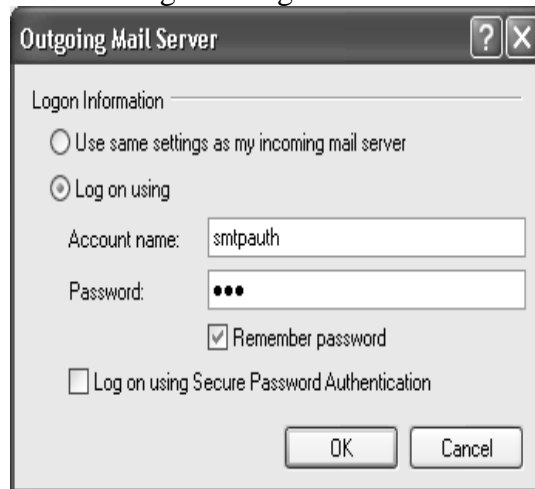 Outgoing Mail Server
Logon Information
Use same settings as my incoming mail server
Log on using
Account name: smtpauth
Password: •••
Remember password
Log on using Secure Password Authentication
OK Cancel